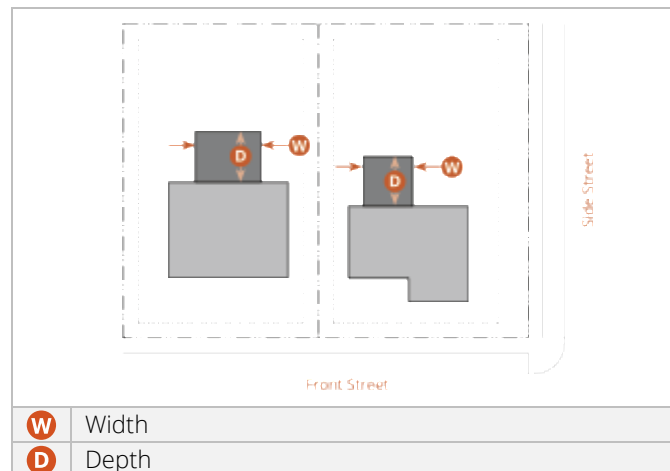 W
D
W
D
Side Street
Front Street
W Width
D Depth